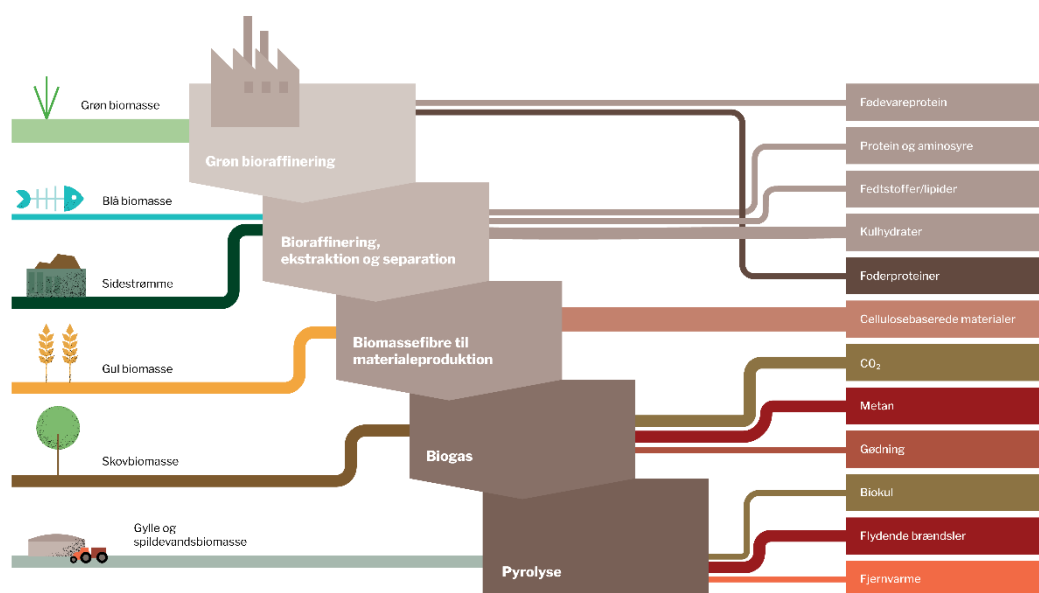 Grøn biomasse
Blå biomasse
Sidestrømme
Gul biomasse
Skovbiomasse
Gylle og
spildevandsbiomasse
Grøn bioraffinering
Bioraffinering,
ekstraktion og separation
Biomassefibre til
materialeproduktion
Biogas
Pyrolyse
Fødevareprotein
Protein og aminosyre
Fedtstoffer/lipider
Kulhydrater
Foderproteiner
Cellulosebaserede materialer
CO₂
Metan
Gødning
Biokul
Flydende brændsler
Fjernvarme